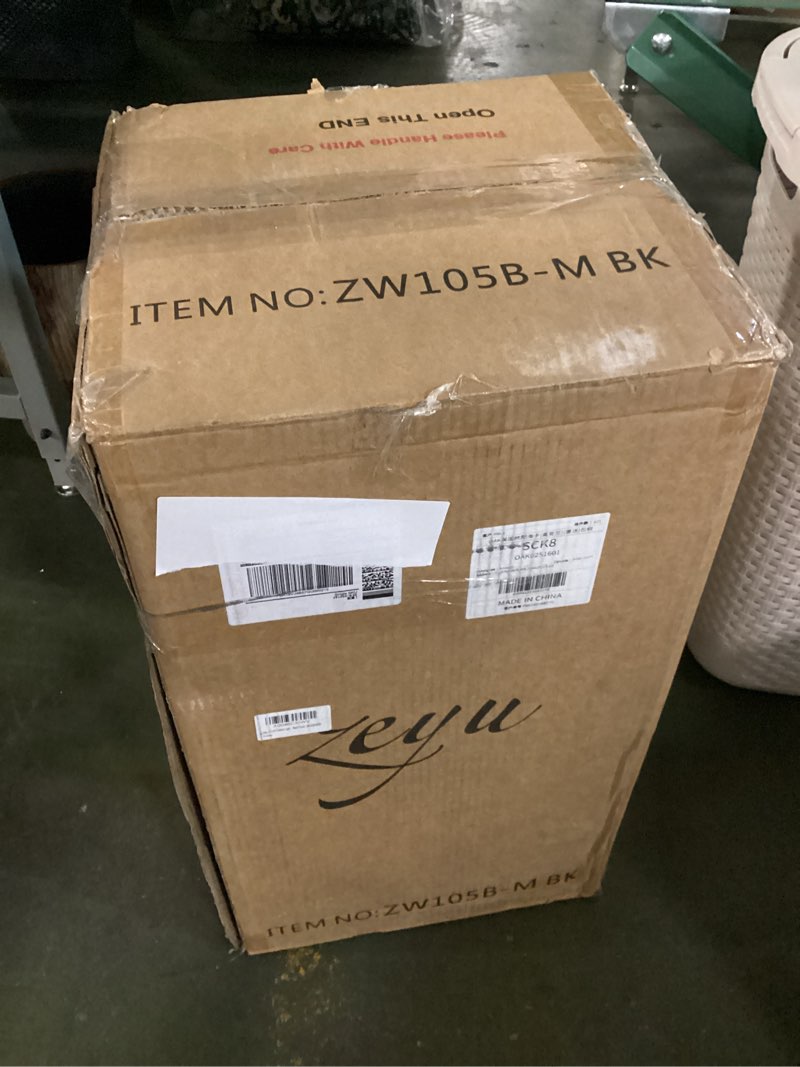 Open This END
Please Handle With Care
ITEM NO: ZW105B-M BK
SCK8
MADE IN CHINA
zeyu
ITEM NO: ZW105B-M BK